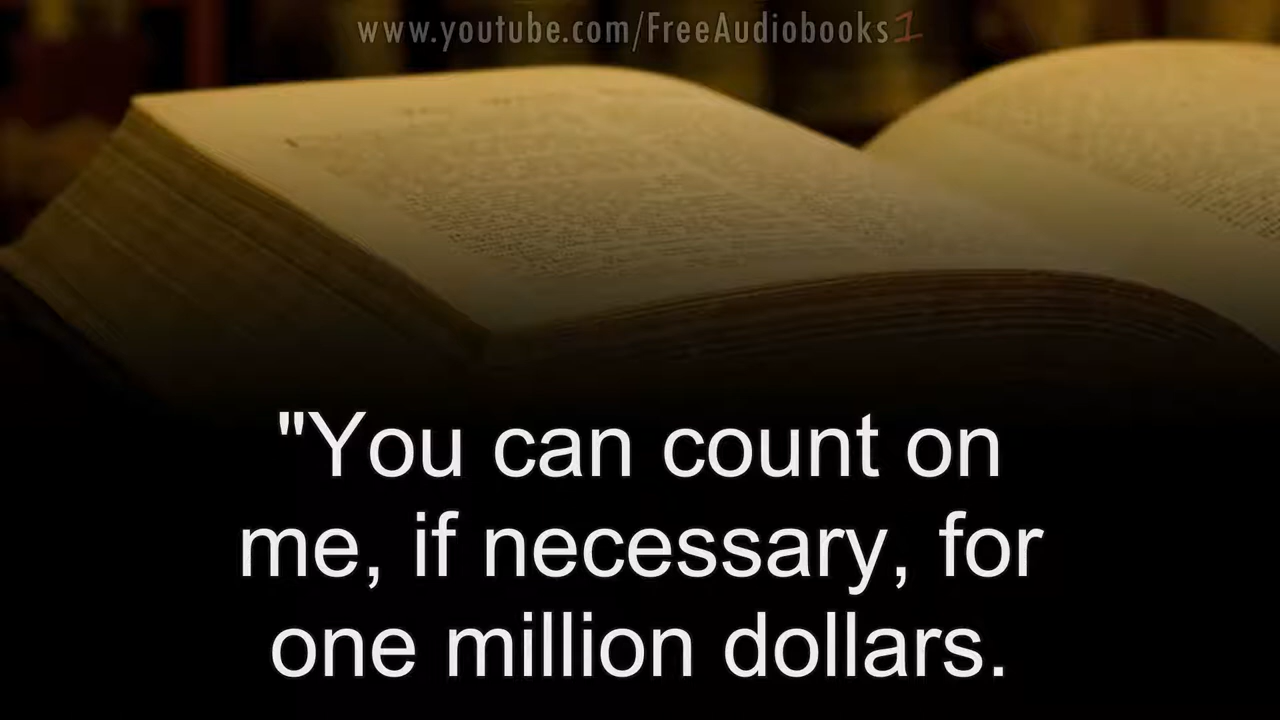 www.youtube.com/FreeAudiobooks1
"You can count on
me, if necessary, for
one million dollars.